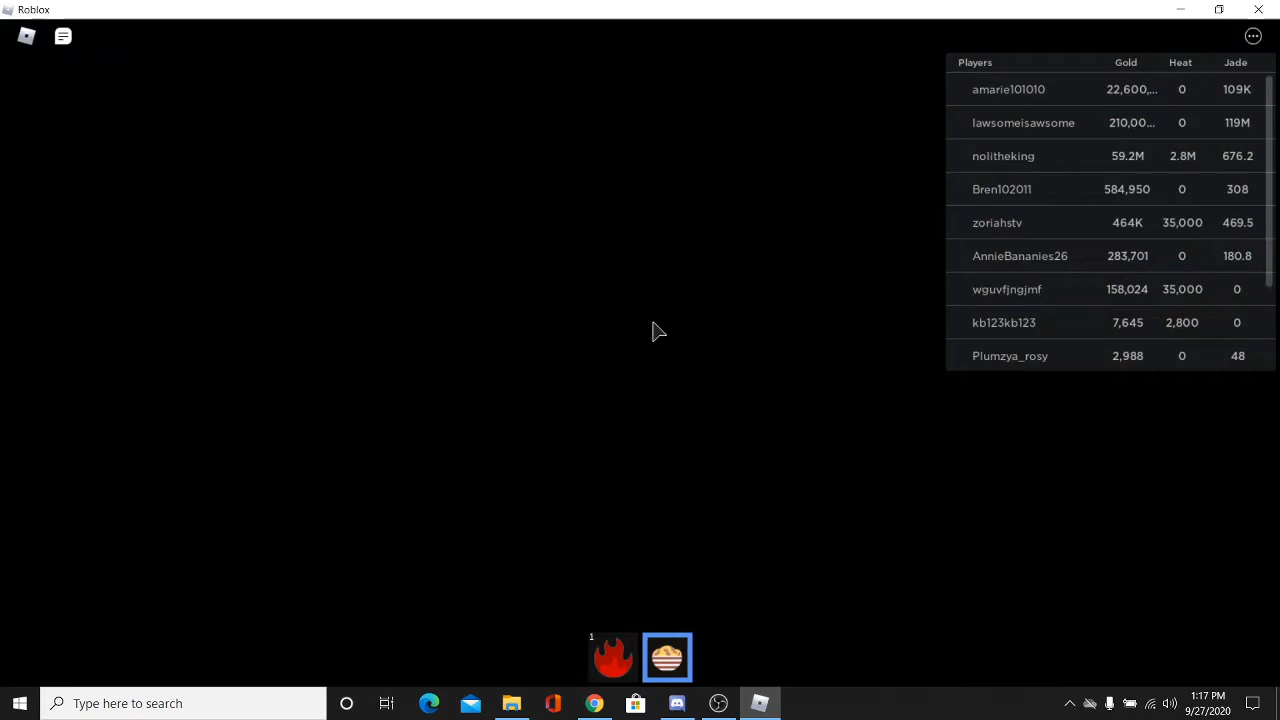 Roblox
Players Gold Heat Jade
amarie101010 22,600,... 0 109K
lawsomeisawsome 210,00... 0 119M
nolitheking 59.2M 2.8M 676.2
Bren102011 584,950 0 308
zoriahstv 464K 35,000 469.5
AnnieBananies26 283,701 0 180.8
wguvfjngjmf 158,024 35,000 0
kb123kb123 7,645 2,800 0
Plumzya_rosy 2,988 0 48
1
Type here to search
1:17 PM
9/27/2020